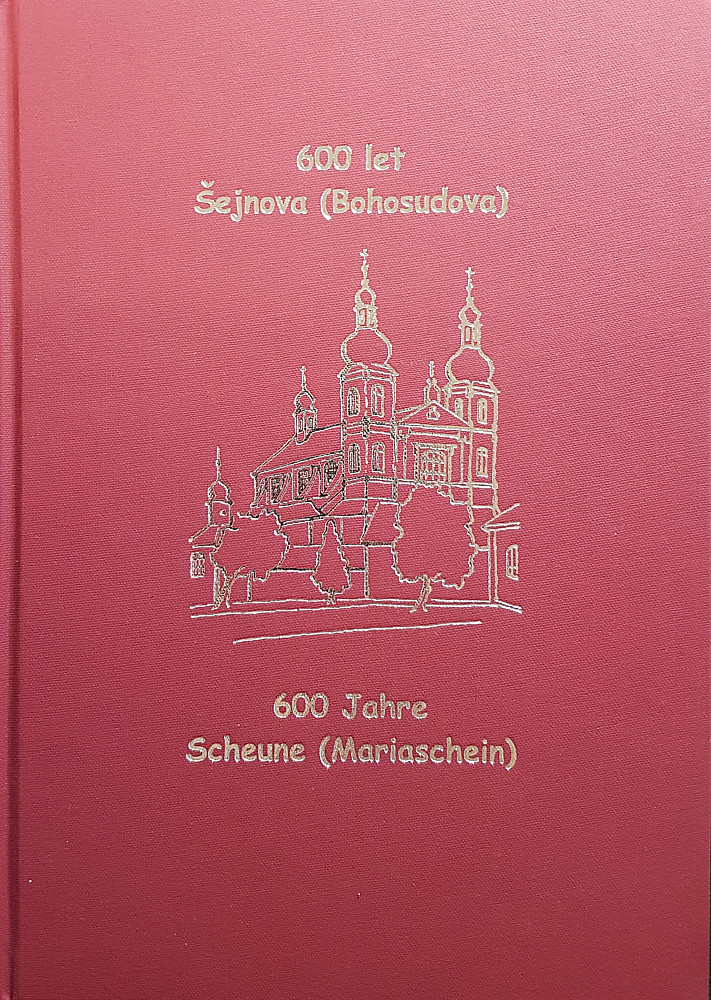 600 let
Šejnova (Bohosudova)
600 Jahre
Scheune (Mariaschein)